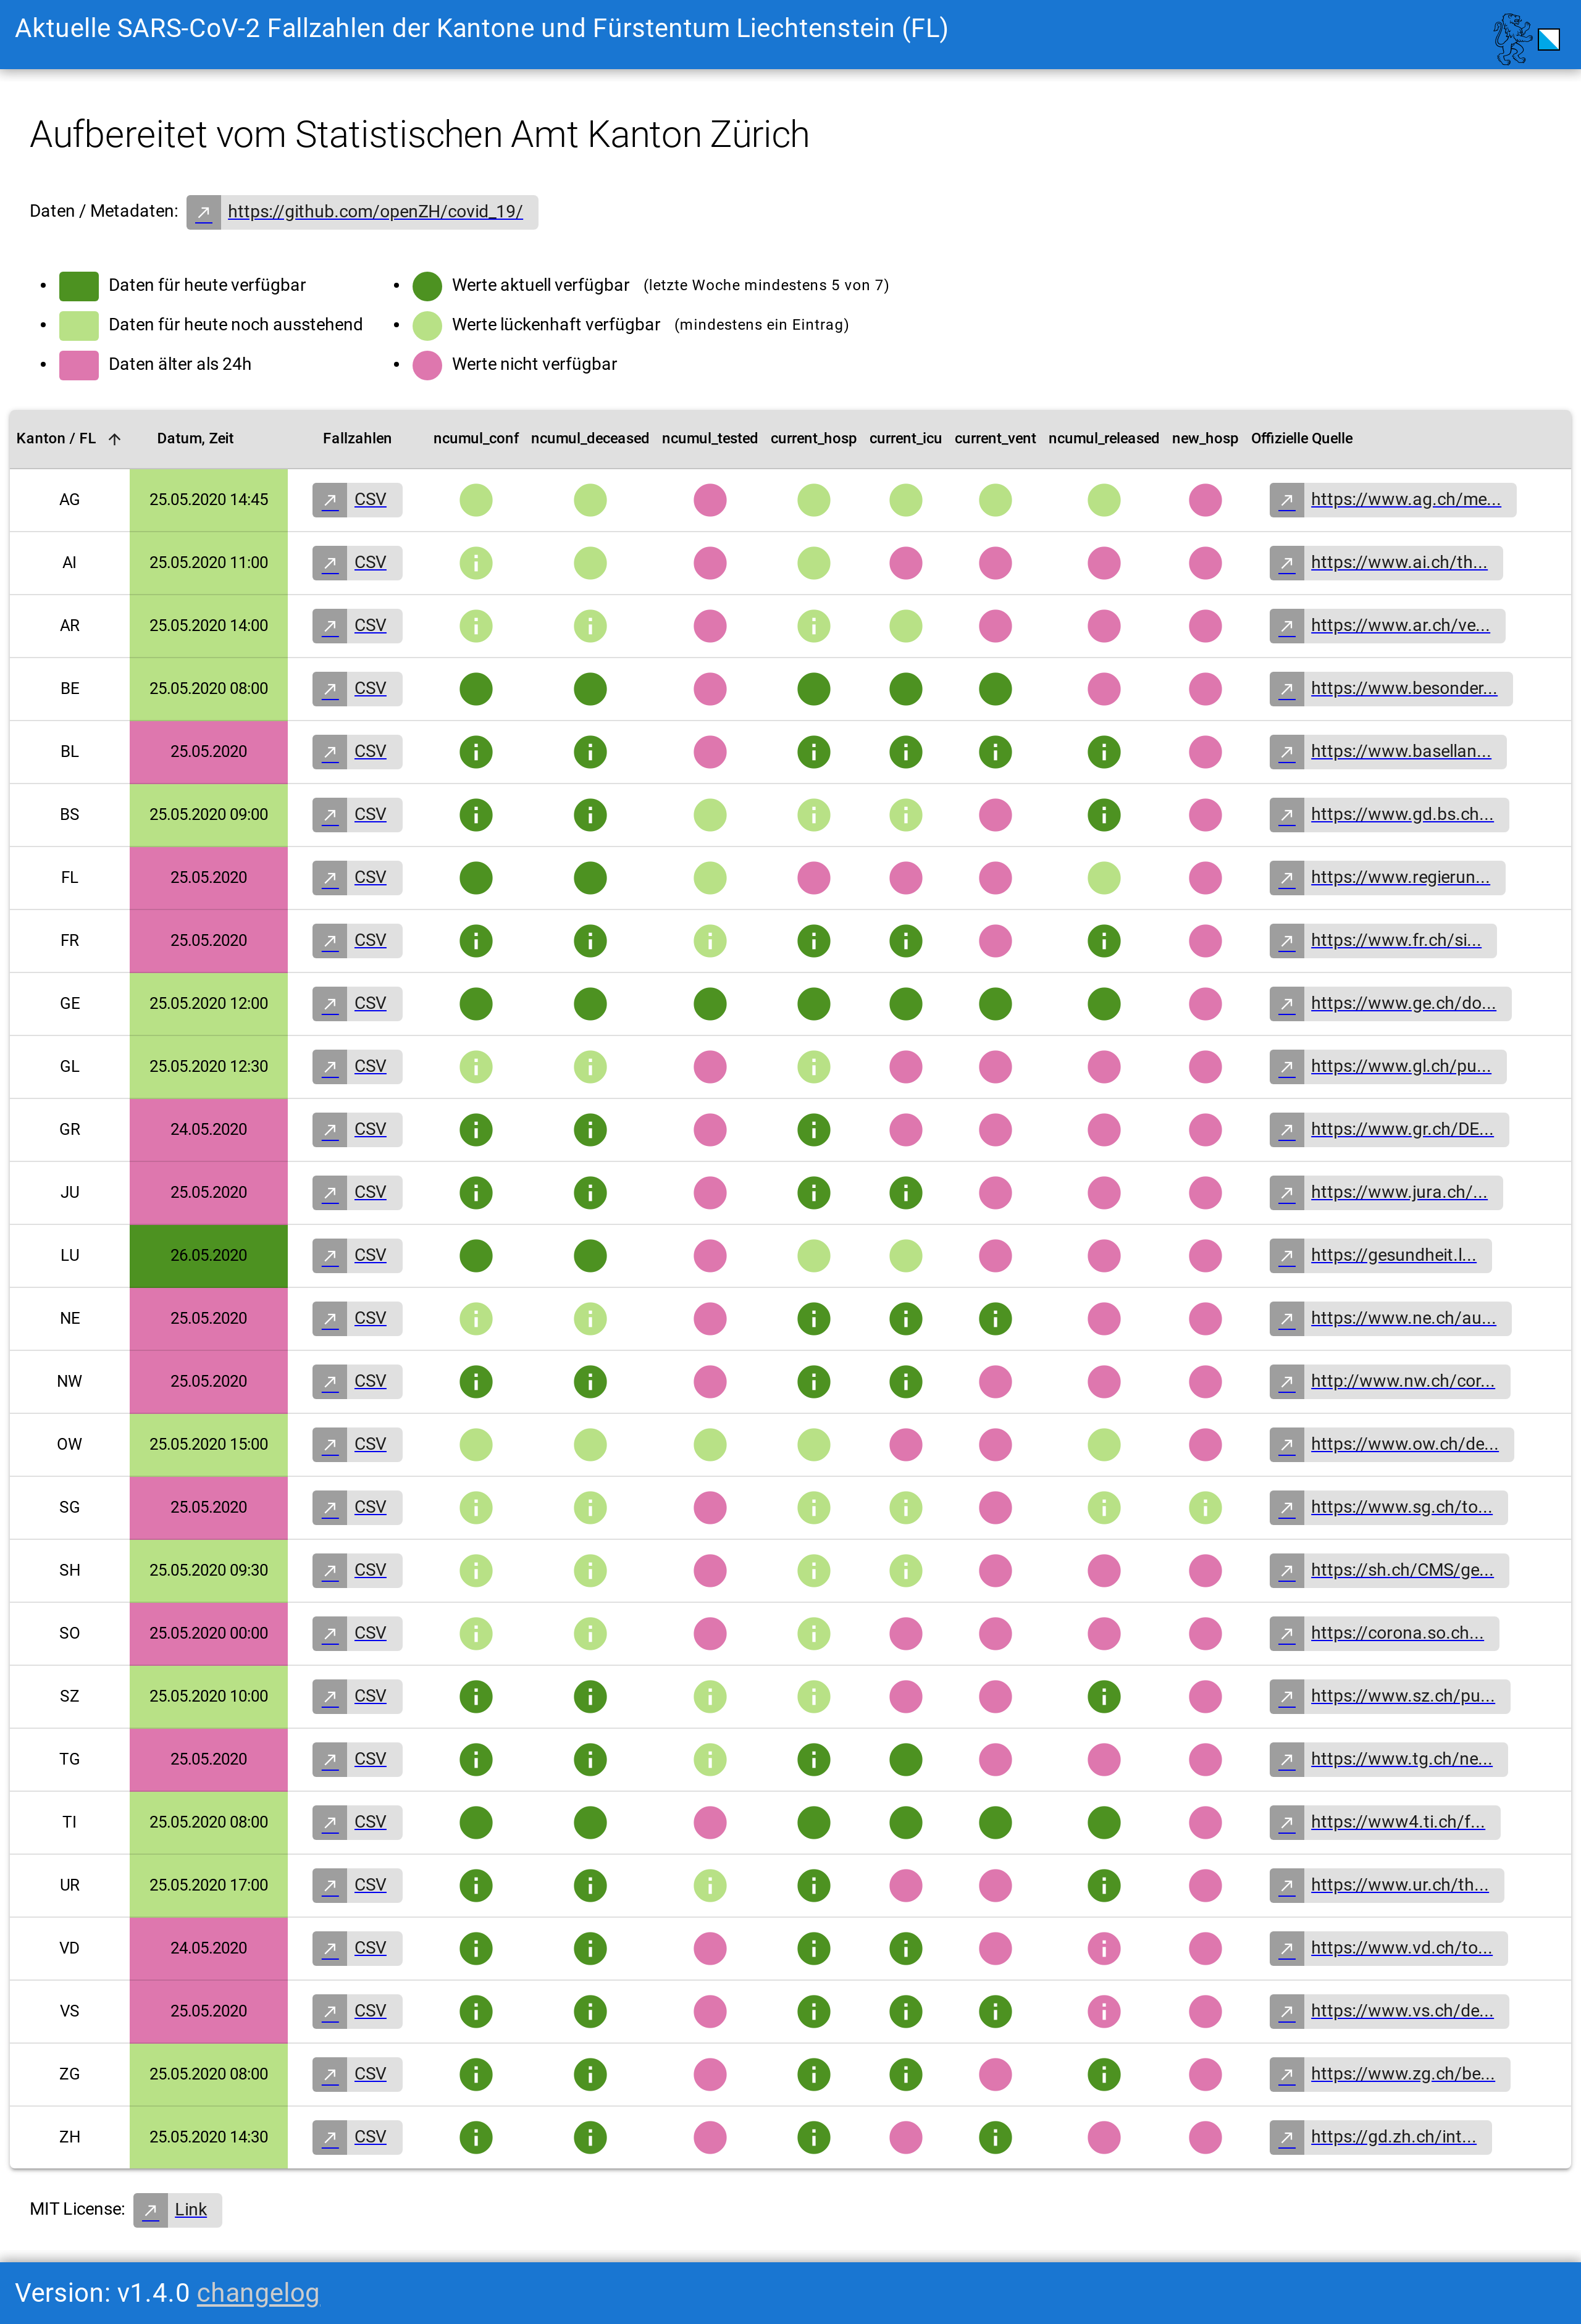 Aktuelle SARS-CoV-2 Fallzahlen der Kantone und Fürstentum Liechtenstein (FL)
Aufbereitet vom Statistischen Amt Kanton Zürich
Daten / Metadaten: https://github.com/openZH/covid_19/
Daten für heute verfügbar
Daten für heute noch ausstehend
Daten älter als 24h
Werte aktuell verfügbar (letzte Woche mindestens 5 von 7)
Werte lückenhaft verfügbar (mindestens ein Eintrag)
Werte nicht verfügbar
Kanton / FL Datum, Zeit Fallzahlen ncumul_conf ncumul_deceased ncumul_tested current_hosp current_icu current_vent ncumul_released new_hosp Offizielle Quelle
AG 25.05.2020 14:45 CSV https://www.ag.ch/me...
AI 25.05.2020 11:00 CSV https://www.ai.ch/th...
AR 25.05.2020 14:00 CSV https://www.ar.ch/ve...
BE 25.05.2020 08:00 CSV https://www.besonder...
BL 25.05.2020 CSV https://www.basellan...
BS 25.05.2020 09:00 CSV https://www.gd.bs.ch...
FL 25.05.2020 CSV https://www.regierun...
FR 25.05.2020 CSV https://www.fr.ch/si...
GE 25.05.2020 12:00 CSV https://www.ge.ch/do...
GL 25.05.2020 12:30 CSV https://www.gl.ch/pu...
GR 24.05.2020 CSV https://www.gr.ch/DE...
JU 25.05.2020 CSV https://www.jura.ch/...
LU 26.05.2020 CSV https://gesundheit.l...
NE 25.05.2020 CSV https://www.ne.ch/au...
NW 25.05.2020 CSV http://www.nw.ch/cor...
OW 25.05.2020 15:00 CSV https://www.ow.ch/de...
SG 25.05.2020 CSV https://www.sg.ch/to...
SH 25.05.2020 09:30 CSV https://sh.ch/CMS/ge...
SO 25.05.2020 00:00 CSV https://corona.so.ch...
SZ 25.05.2020 10:00 CSV https://www.sz.ch/pu...
TG 25.05.2020 CSV https://www.tg.ch/ne...
TI 25.05.2020 08:00 CSV https://www4.ti.ch/f...
UR 25.05.2020 17:00 CSV https://www.ur.ch/th...
VD 24.05.2020 CSV https://www.vd.ch/to...
VS 25.05.2020 CSV https://www.vs.ch/de...
ZG 25.05.2020 08:00 CSV https://www.zg.ch/be...
ZH 25.05.2020 14:30 CSV https://gd.zh.ch/int...
MIT License: Link
Version: v1.4.0 changelog